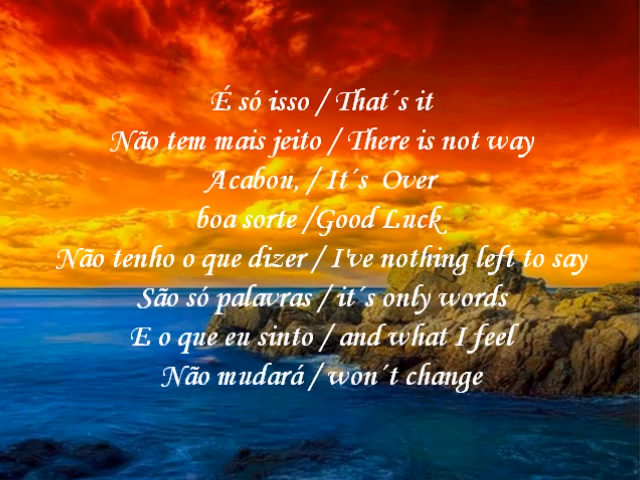 É só isso / That´s it
Não tem mais jeito / There is not way
Acabou, / It´s Over
boa sorte /Good Luck
Não tenho o que dizer / I've nothing left to say
São só palavras / it´s only words
E o que eu sinto / and what I feel
Não mudará / won´t change